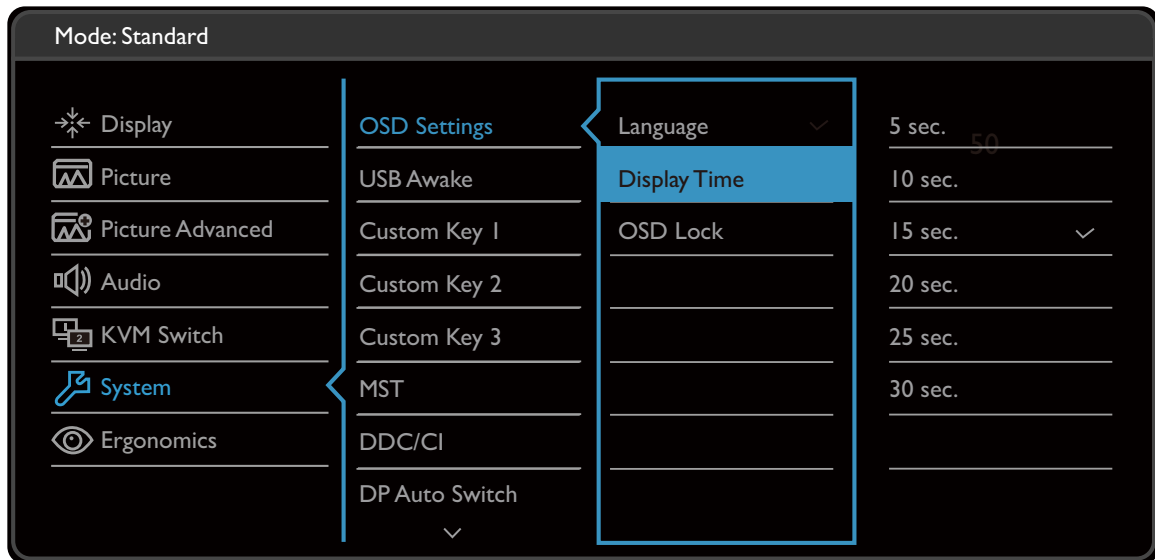 Mode: Standard
Display
Picture
Picture Advanced
Audio
2
KVM Switch
System
Ergonomics
OSD Settings
USB Awake
Custom Key 1
Custom Key 2
Custom Key 3
MST
DDC/CI
DP Auto Switch
Language
Display Time
OSD Lock
5 sec.
50
10 sec.
15 sec.
20 sec.
25 sec.
30 sec.